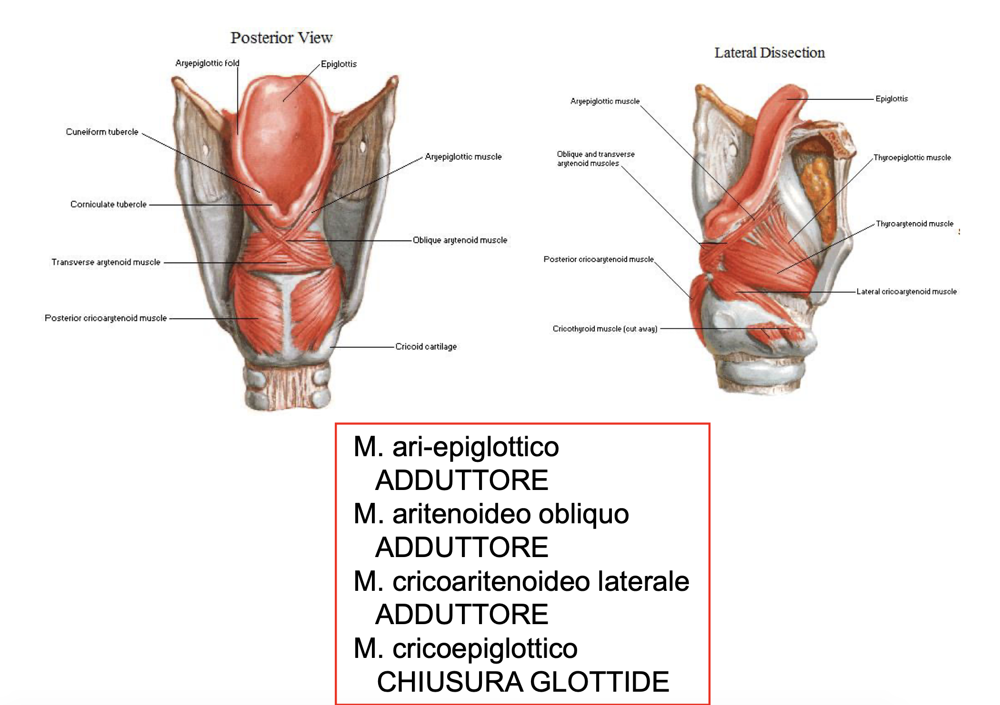 Posterior View
Aryepiglottic fold
Epiglottis
Cuneiform tubercle
Aryepiglottic muscle
Corniculate tubercle
Oblique arytenoid muscle
Transverse arytenoid muscle
Posterior cricoarytenoid muscle
Cricoid cartilage
Lateral Dissection
Aryepiglottic muscle
Epiglottis
Oblique and transverse
arytenoid muscles
Thyroepiglottic muscle
Thyroarytenoid muscle
Posterior cricoarytenoid muscle
Lateral cricoarytenoid muscle
Cricothyroid muscle (cut away)
M. ari-epiglottico
ADDUTTORE
M. aritenoideo obliquo
ADDUTTORE
M. cricoaritenoideo laterale
ADDUTTORE
M. cricoepiglottico
CHIUSURA GLOTTIDE